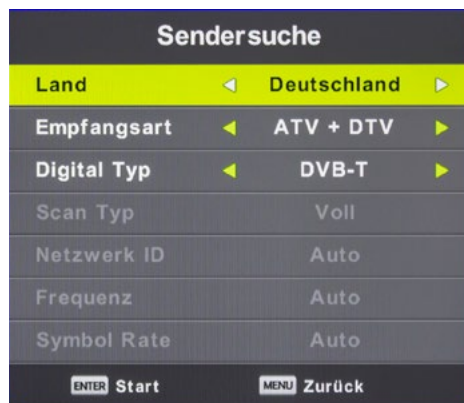 Sendersuche
Land Deutschland
Empfangsart ATV + DTV
Digital Typ DVB-T
Scan Typ Voll
Netzwerk ID Auto
Frequenz Auto
Symbol Rate Auto
ENTER Start MENU Zurück